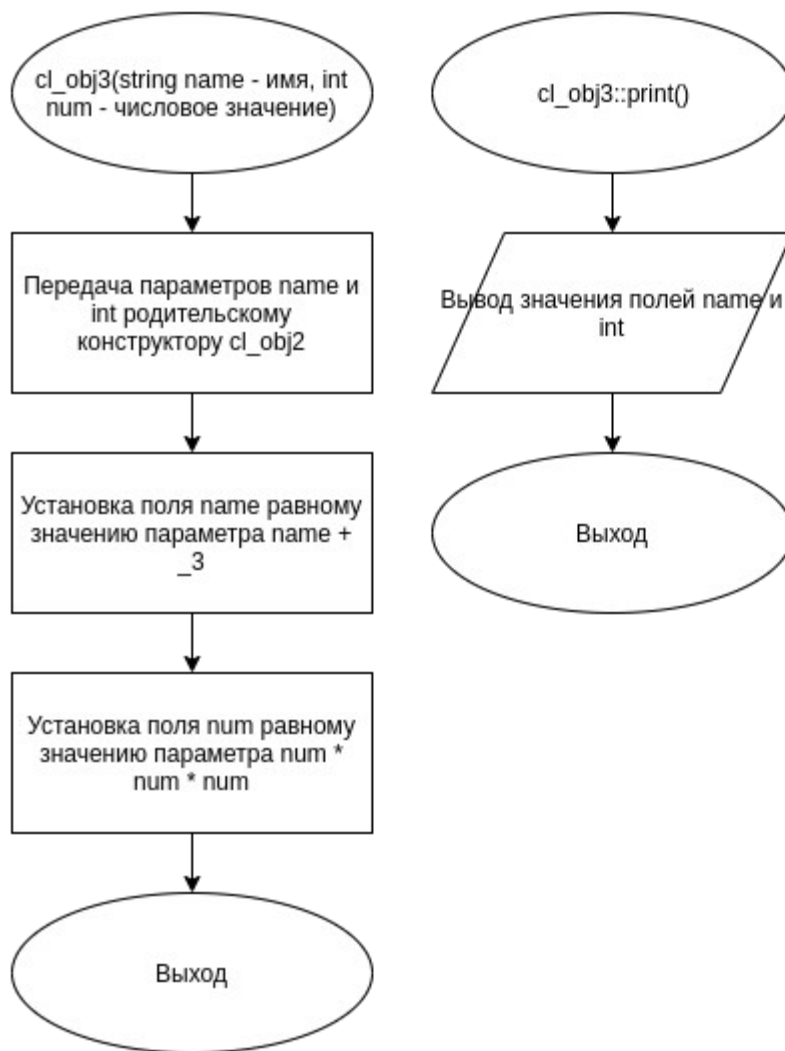 cl_obj3(string name - имя, int
num - числовое значение)
Передача параметров name и
int родительскому
конструктору cl_obj2
Установка поля name равному
значению параметра name +
_3
Установка поля num равному
значению параметра num *
num * num
Выход
cl_obj3::print()
Вывод значения полей name и
int
Выход